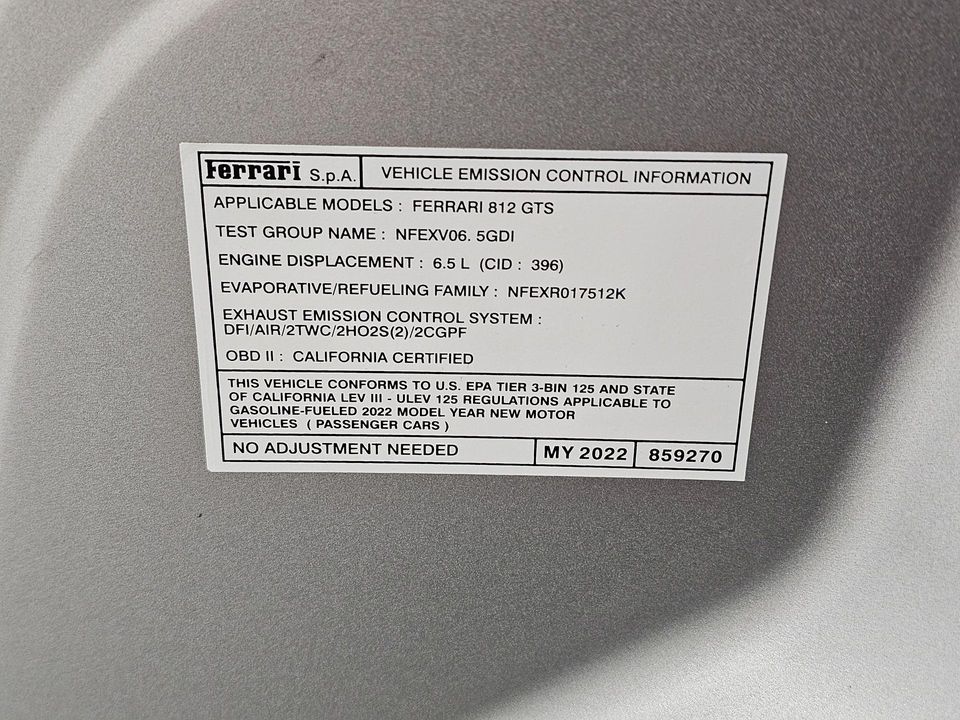 Ferrari S.p.A. VEHICLE EMISSION CONTROL INFORMATION
APPLICABLE MODELS : FERRARI 812 GTS
TEST GROUP NAME : NFEXV06. 5GDI
ENGINE DISPLACEMENT : 6.5 L (CID : 396)
EVAPORATIVE/REFUELING FAMILY : NFEXR017512K
EXHAUST EMISSION CONTROL SYSTEM :
DFI/AIR/2TWC/2HO2S(2)/2CGPF
OBD II : CALIFORNIA CERTIFIED
THIS VEHICLE CONFORMS TO U.S. EPA TIER 3-BIN 125 AND STATE
OF CALIFORNIA LEV III - ULEV 125 REGULATIONS APPLICABLE TO
GASOLINE-FUELED 2022 MODEL YEAR NEW MOTOR
VEHICLES ( PASSENGER CARS )
NO ADJUSTMENT NEEDED MY 2022 859270